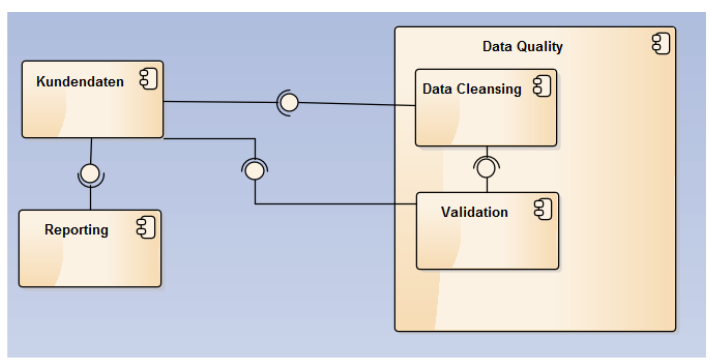 Data Quality
Kundendaten
Data Cleansing
Reporting
Validation